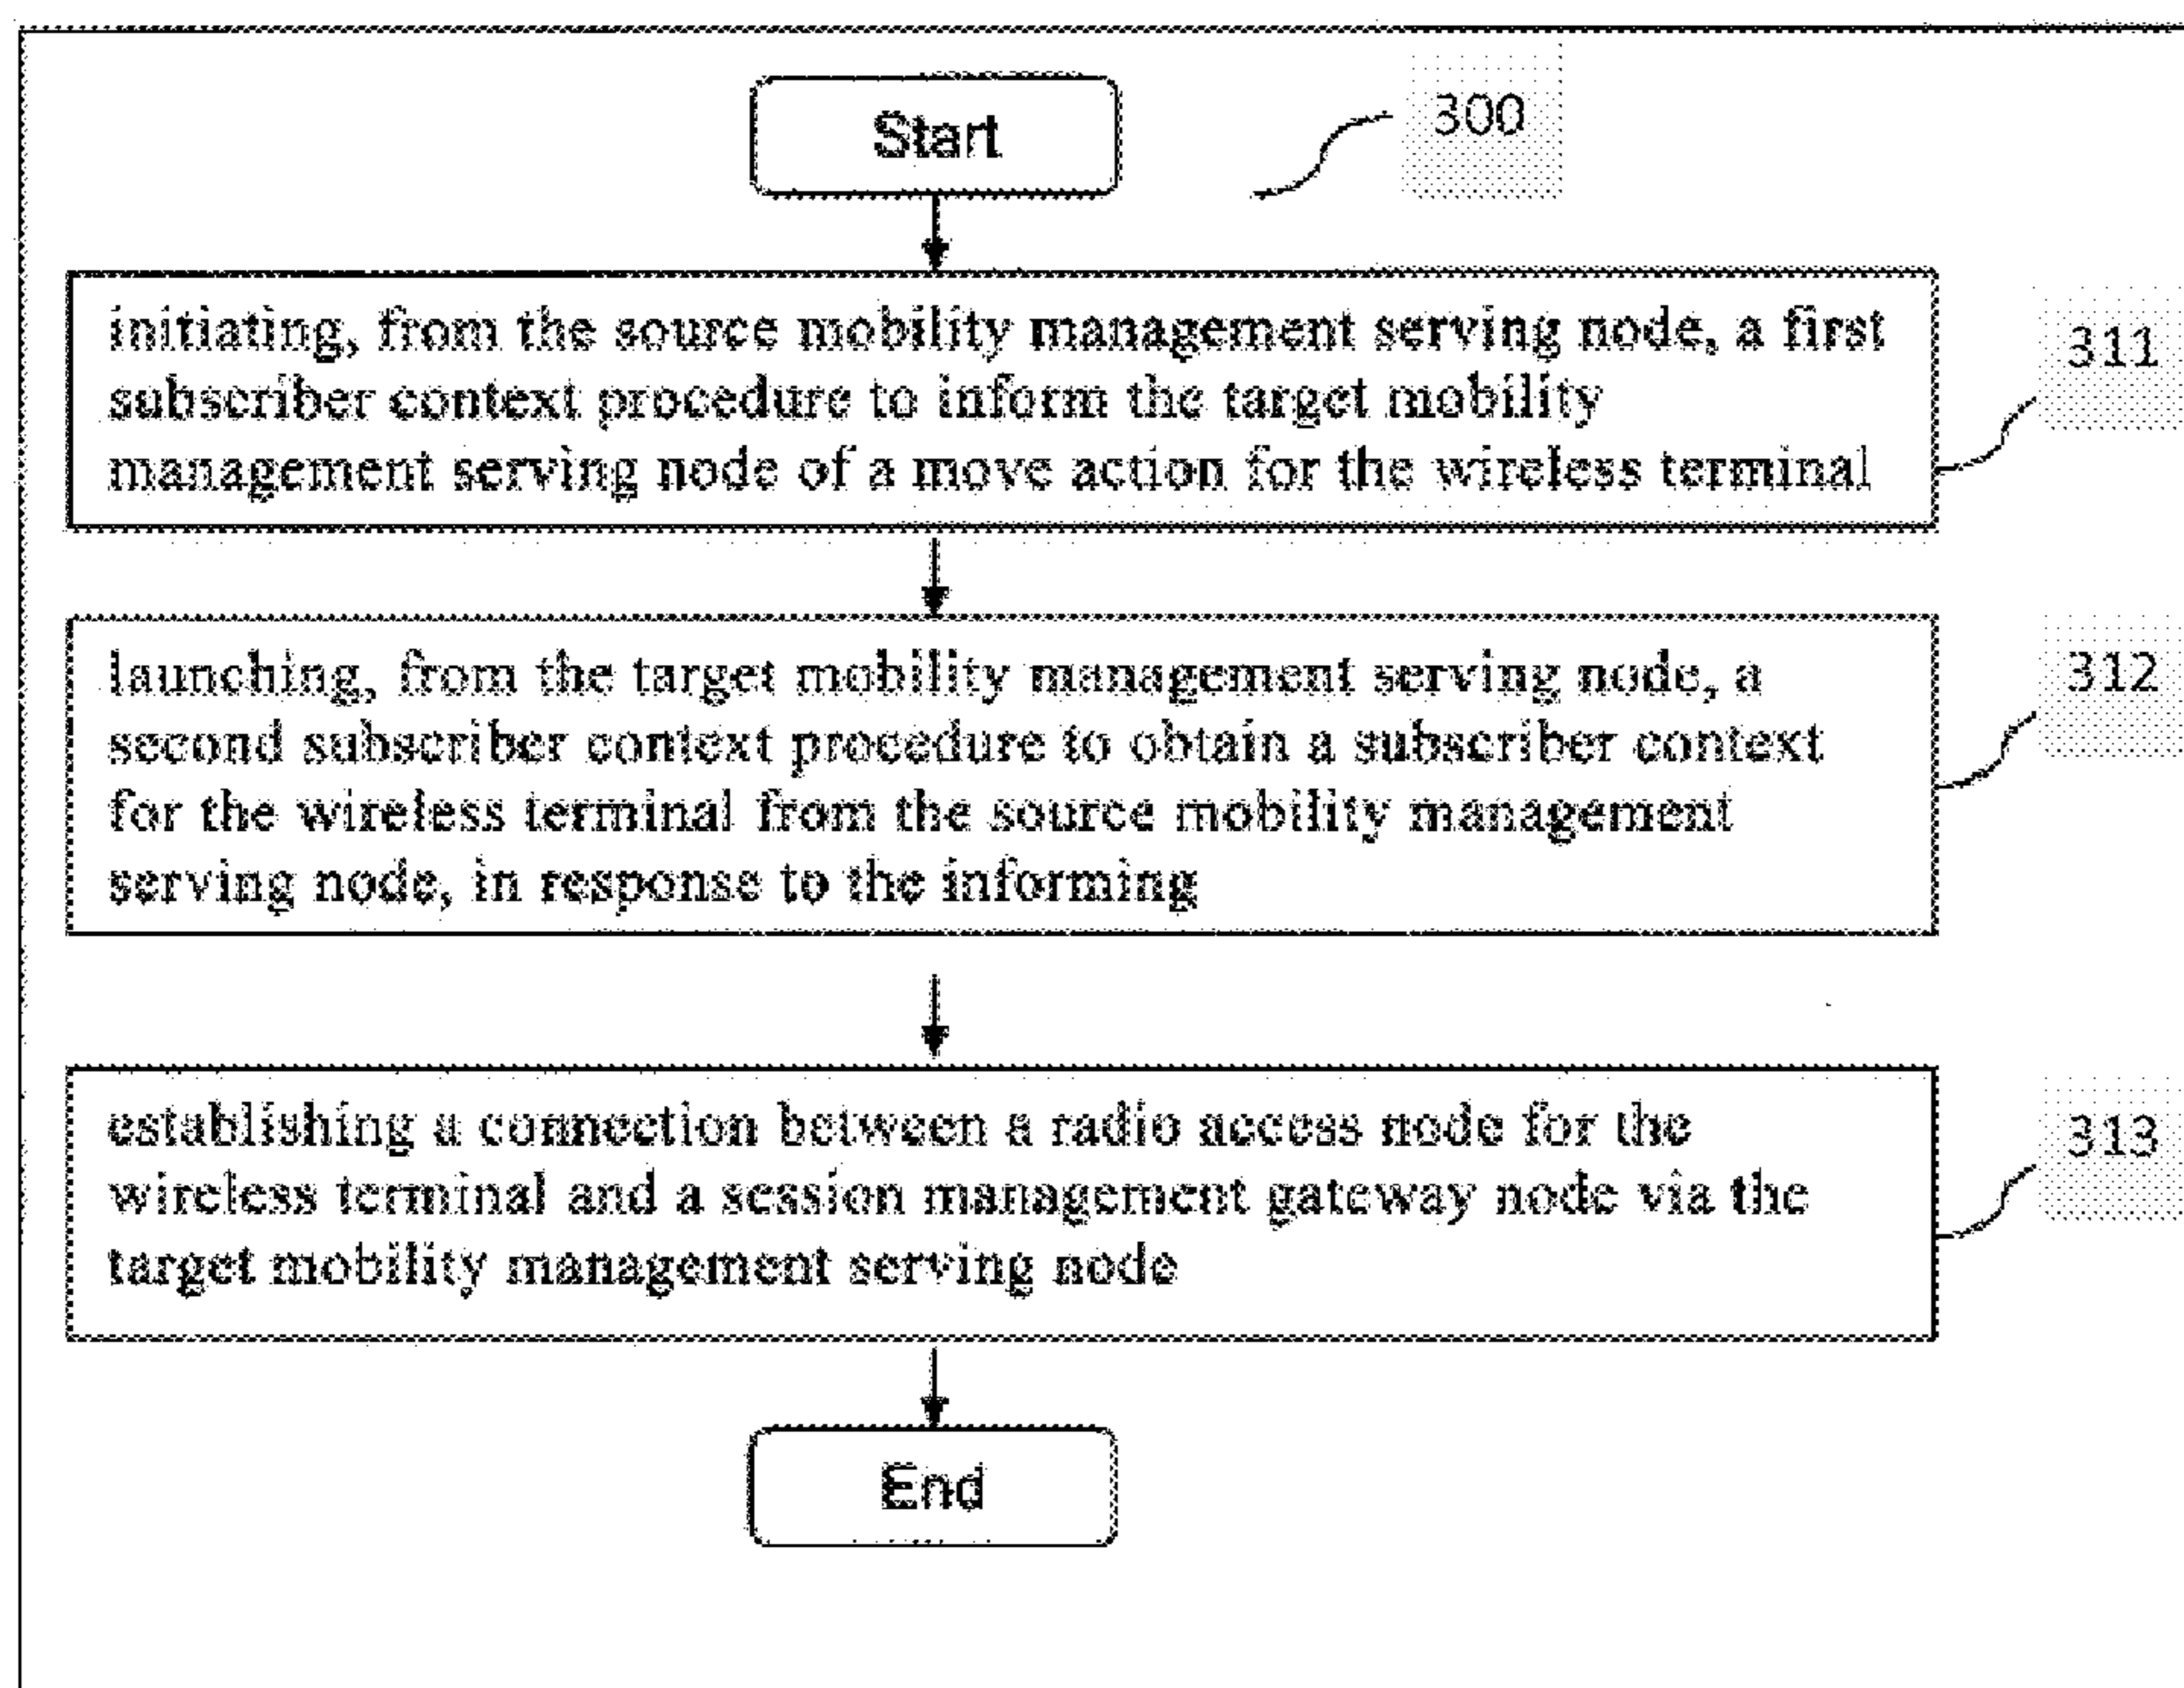 Start
300
initiating, from the source mobility management serving node, a first
subscriber context procedure to inform the target mobility
management serving node of a move action for the wireless terminal
311
launching, from the target mobility management serving node, a
second subscriber context procedure to obtain a subscriber context
for the wireless terminal from the source mobility management
serving node, in response to the informing
312
establishing a connection between a radio access node for the
wireless terminal and a session management gateway node via the
target mobility management serving node
313
End